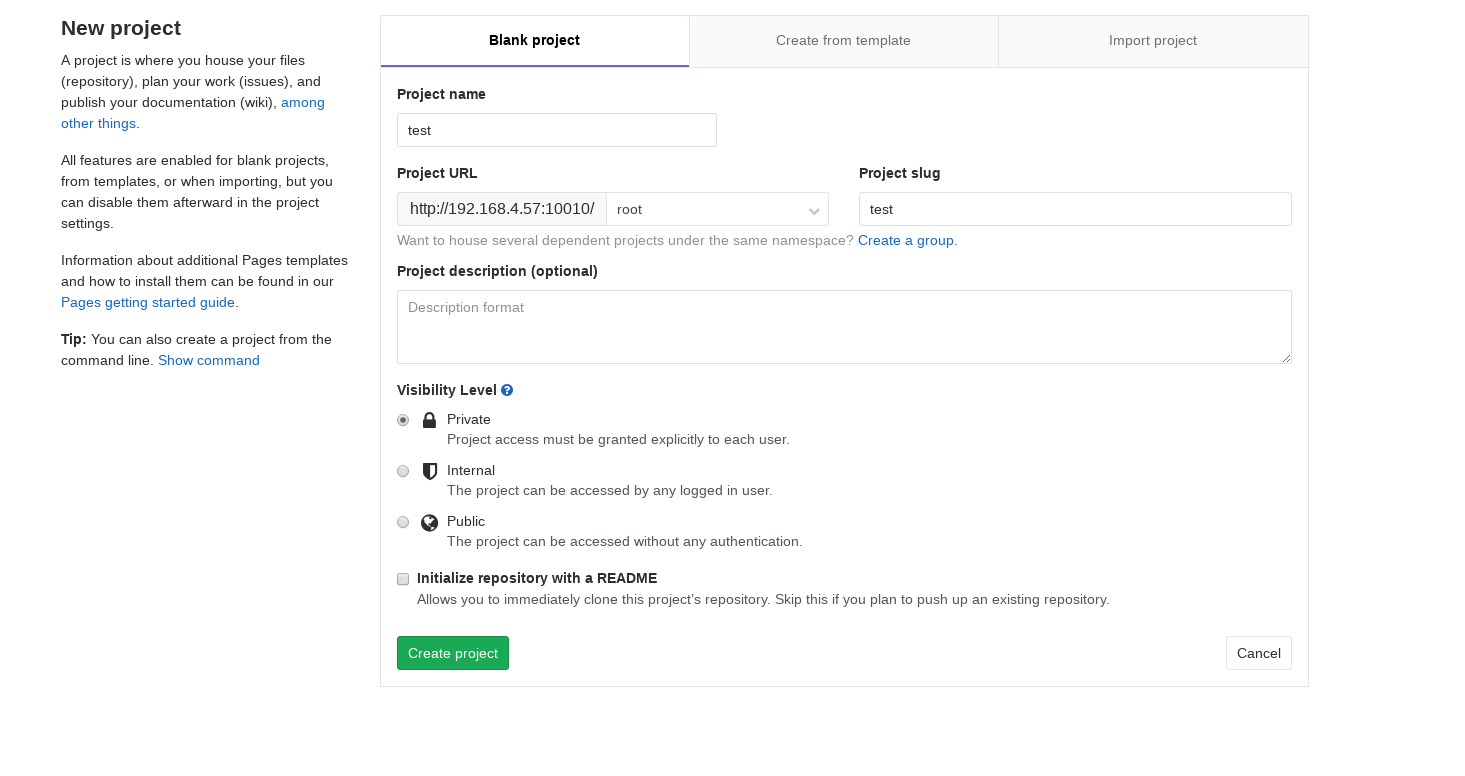 New project
A project is where you house your files
(repository), plan your work (issues), and
publish your documentation (wiki), among
other things.
All features are enabled for blank projects,
from templates, or when importing, but you
can disable them afterward in the project
settings.
Information about additional Pages templates
and how to install them can be found in our
Pages getting started guide.
Tip: You can also create a project from the
command line. Show command
Blank project
Create from template
Import project
Project name
test
Project URL
Project slug
http://192.168.4.57:10010/
root
test
Want to house several dependent projects under the same namespace? Create a group.
Project description (optional)
Description format
Visibility Level
Private
Project access must be granted explicitly to each user.
Internal
The project can be accessed by any logged in user.
Public
The project can be accessed without any authentication.
Initialize repository with a README
Allows you to immediately clone this project’s repository. Skip this if you plan to push up an existing repository.
Create project
Cancel